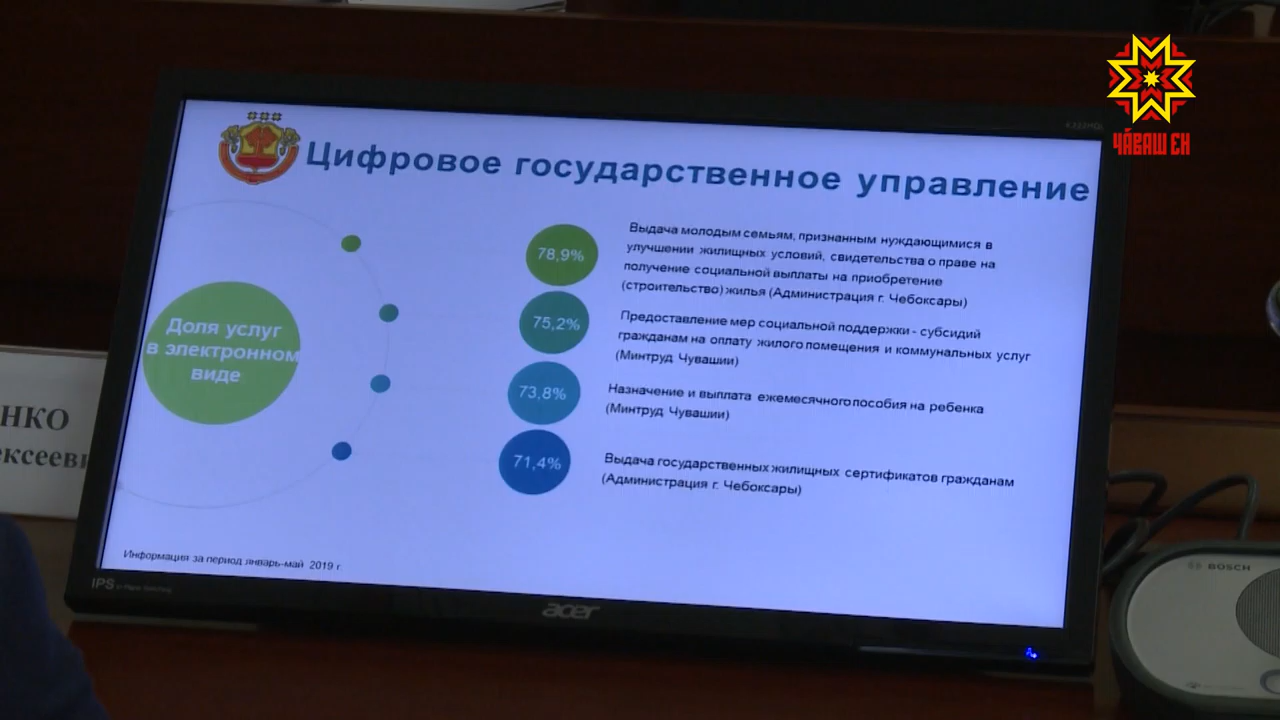 ЧӐВАШ ЕН
Цифровое государственное управление
Доля услуг
в электронном
виде
78,9%
Выдача молодым семьям, признанным нуждающимися в
улучшении жилищных условий, свидетельства о праве на
получение социальной выплаты на приобретение
(строительство) жилья (Администрация г. Чебоксары)
75,2%
Предоставление мер социальной поддержки - субсидий
гражданам на оплату жилого помещения и коммунальных услуг
(Минтруд Чувашии)
73,8%
Назначение и выплата ежемесячного пособия на ребенка
(Минтруд Чувашии)
71,4%
Выдача государственных жилищных сертификатов гражданам
(Администрация г. Чебоксары)
Информация за период январь-май 2019 г
IPS
acer
BOSCH
НКО